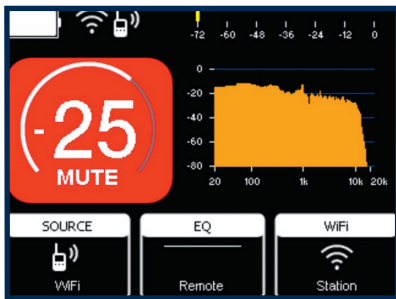 -72 -60 -48 -36 -24 -12 0
-25
MUTE
0
-20
-40
-60
-80
20 100 1k 10k 20k
SOURCE
WiFi
EQ
Remote
WiFi
Station